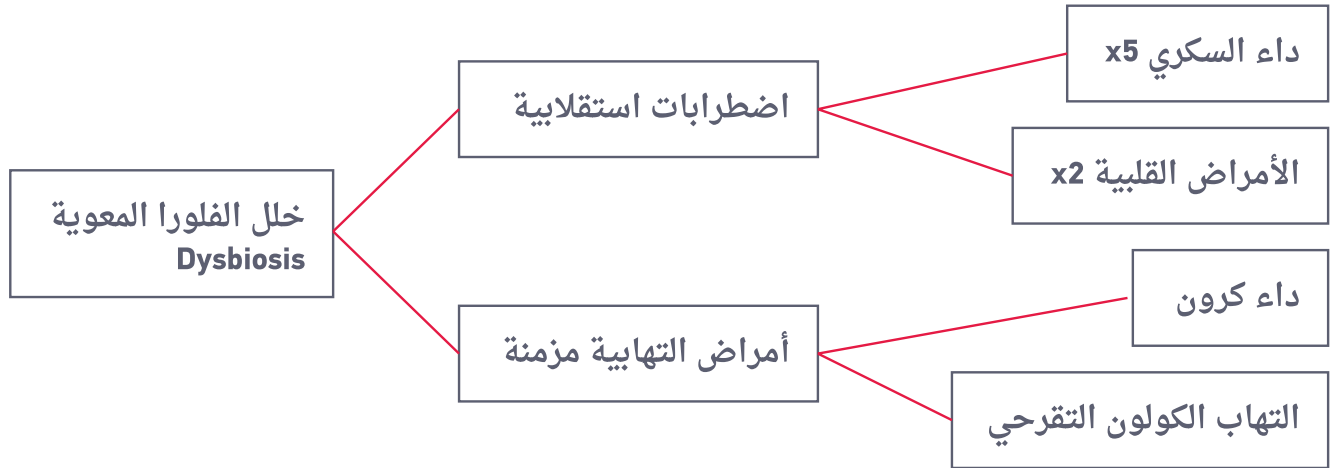 خلل الفلورا المعوية
Dysbiosis
اضطرابات استقلابية
داء السكري x5
الأمراض القلبية x2
أمراض التهابية مزمنة
داء كرون
التهاب الكولون التقرحي